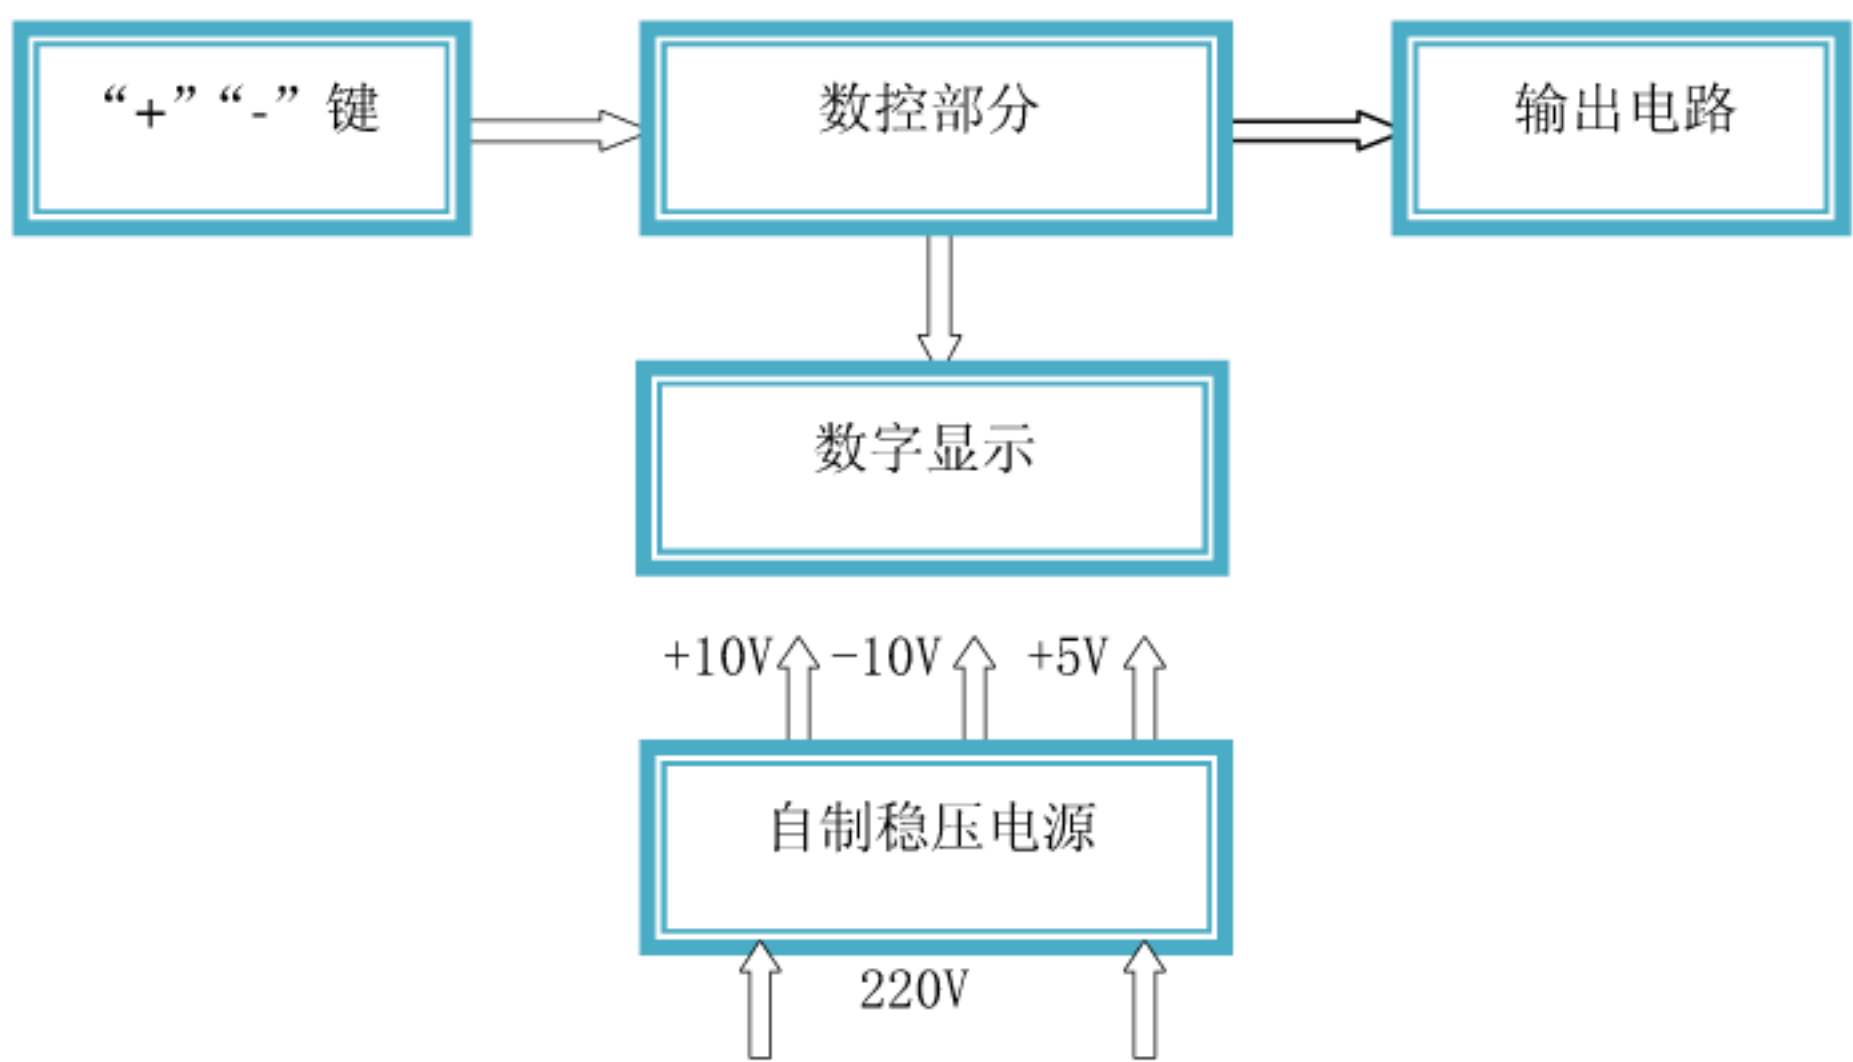 “+”“-”键
数控部分
输出电路
数字显示
+10V
-10V
+5V
自制稳压电源
220V